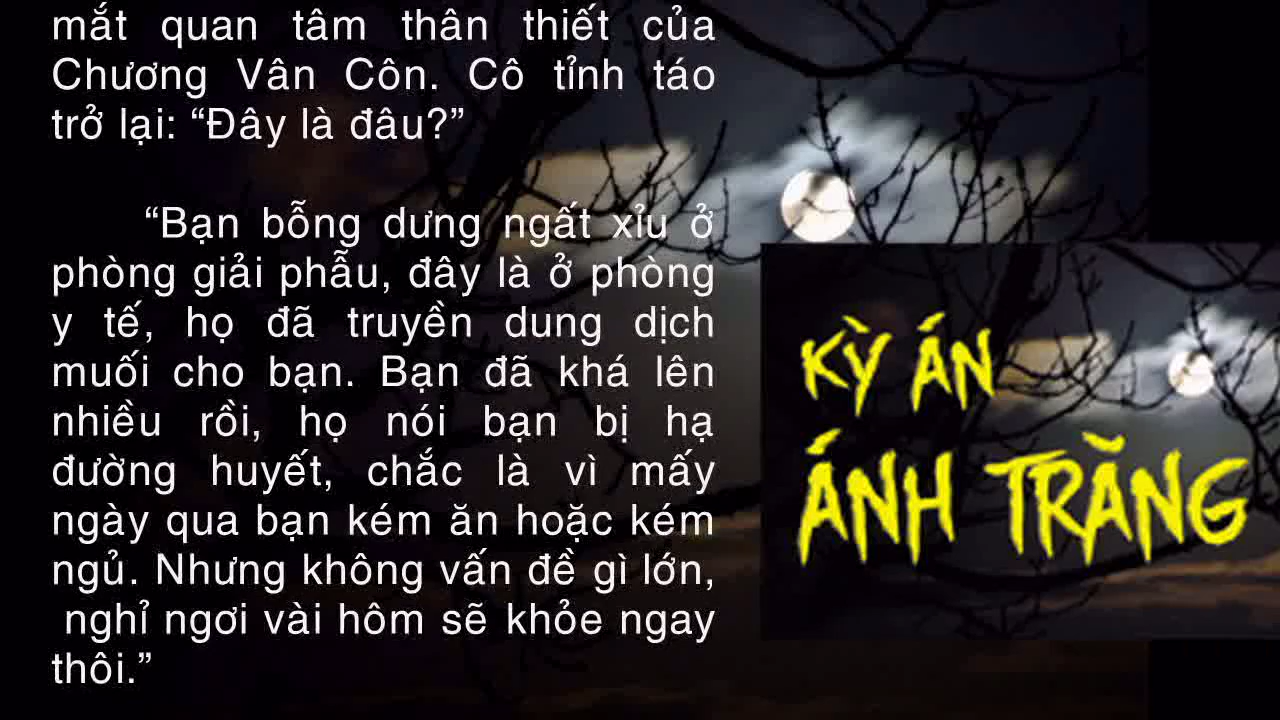 mắt quan tâm thân thiết của
Chương Vân Côn. Cô tỉnh táo
trở lại: “Đây là đâu?”
“Bạn bỗng dưng ngất xỉu ở
phòng giải phẫu, đây là ở phòng
y tế, họ đã truyền dung dịch
muối cho bạn. Bạn đã khá lên
nhiều rồi, họ nói bạn bị hạ
đường huyết, chắc là vì mấy
ngày qua bạn kém ăn hoặc kém
ngủ. Nhưng không vấn đề gì lớn,
nghỉ ngơi vài hôm sẽ khỏe ngay
thôi.”
KỲ ÁN
ÁNH TRĂNG